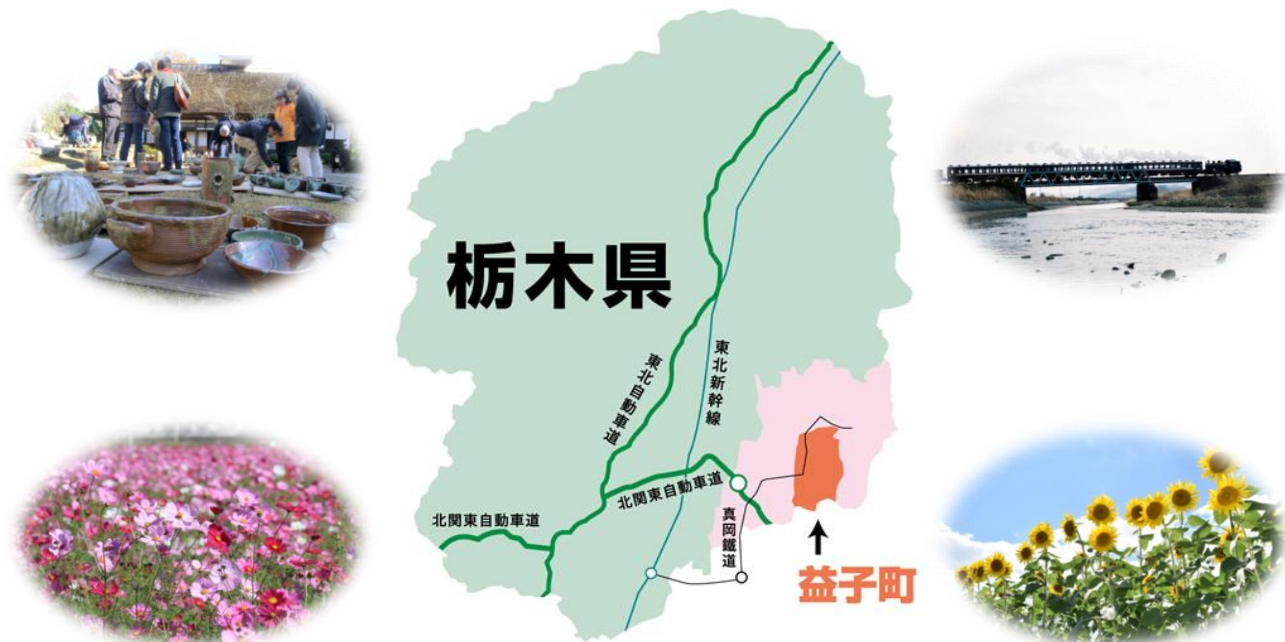 栃木県
東北自動車道
東北新幹線
北関東自動車道
北関東自動車道
真岡鐵道
益子町